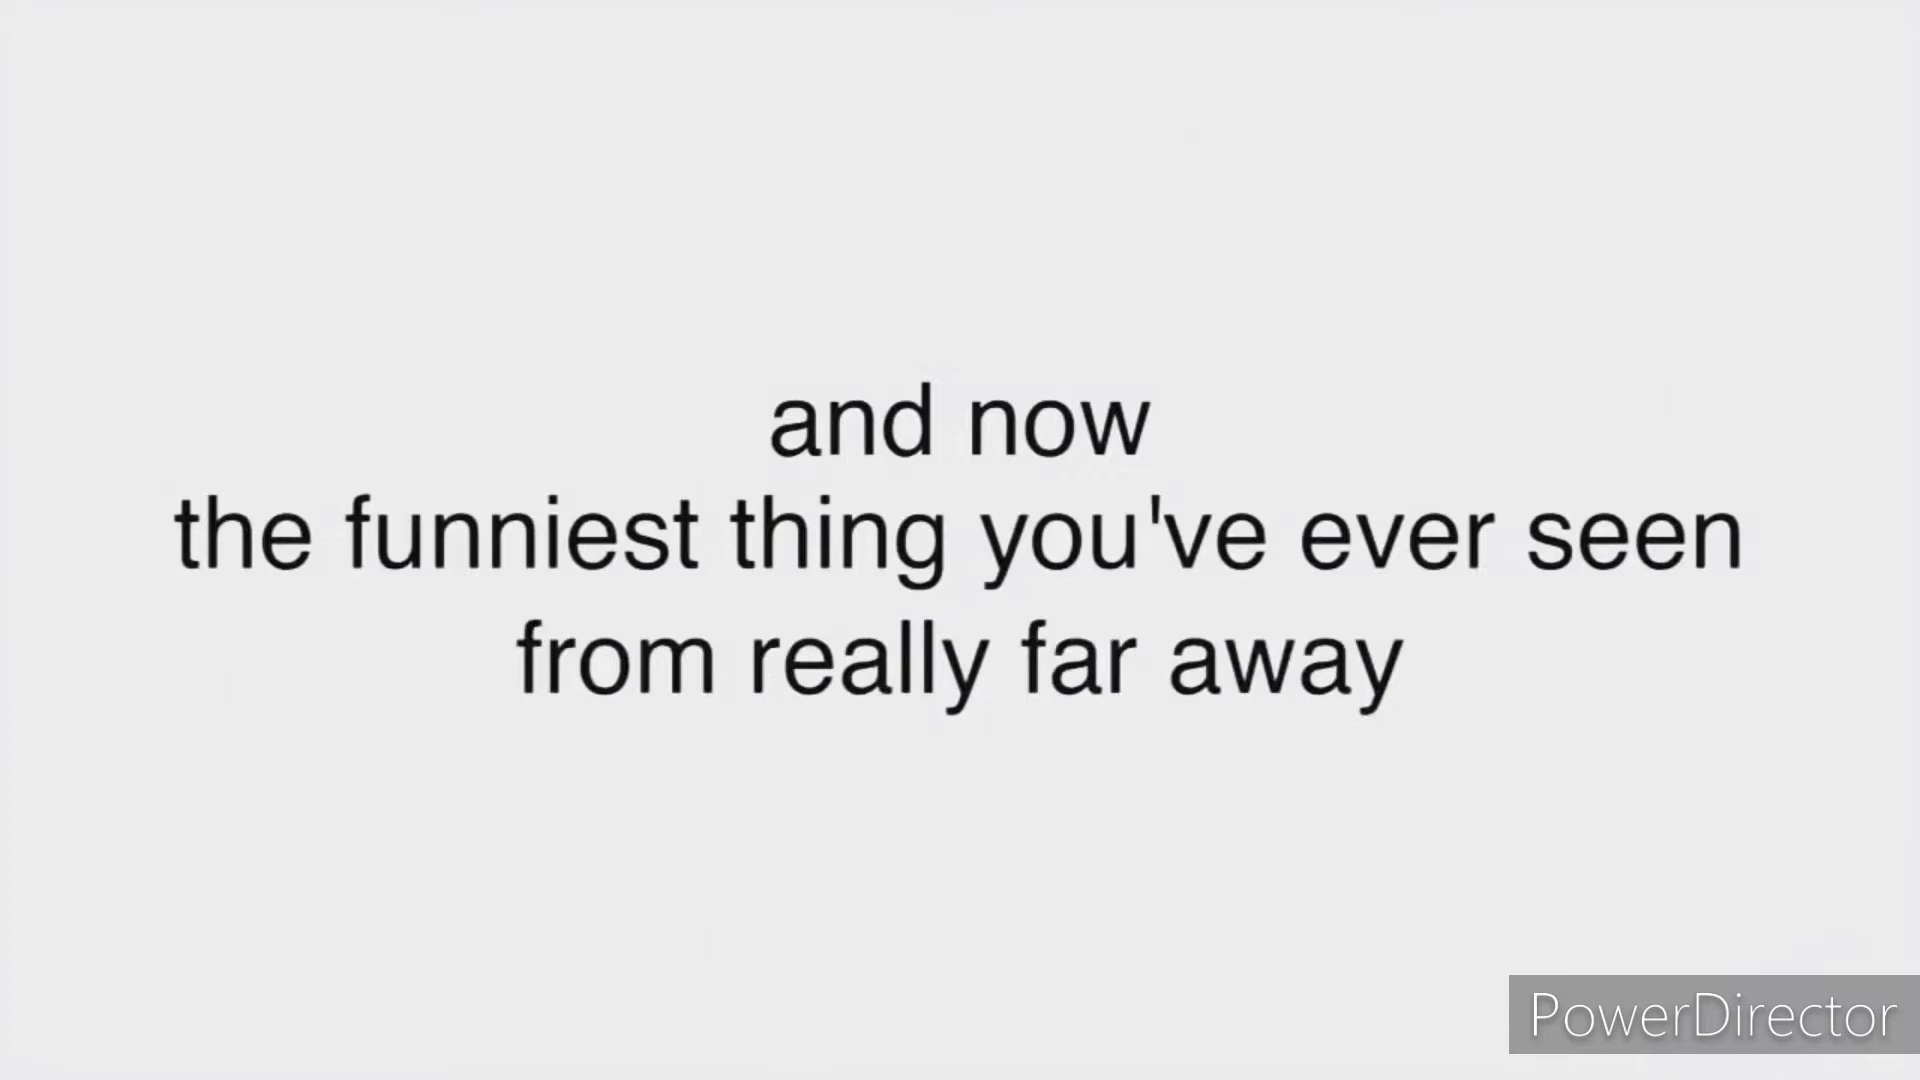 and now
the funniest thing you've ever seen
from really far away
PowerDirector